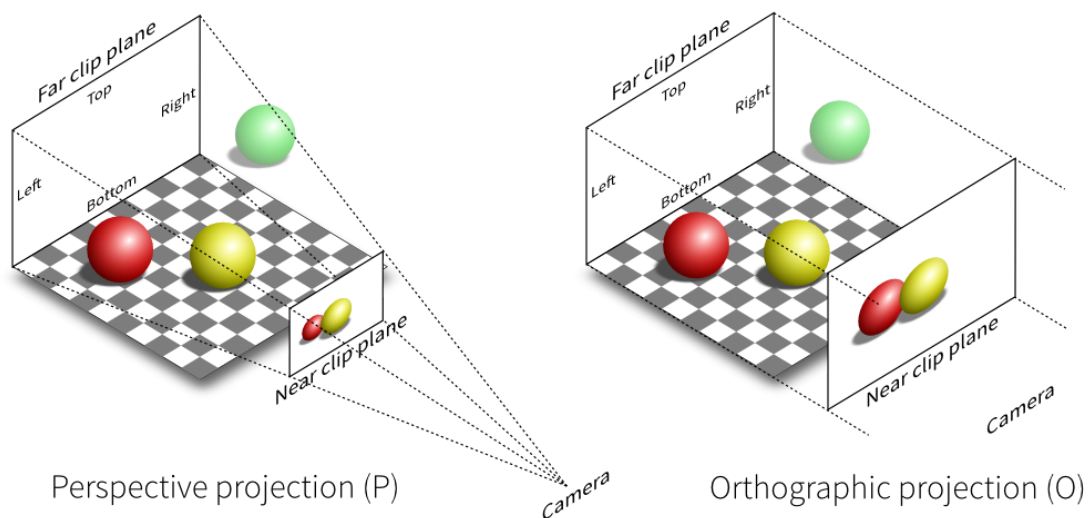 Far clip plane
Top
Right
Left
Bottom
Near clip plane
Camera
Perspective projection (P)
Far clip plane
Top
Right
Left
Bottom
Near clip plane
Camera
Orthographic projection (O)